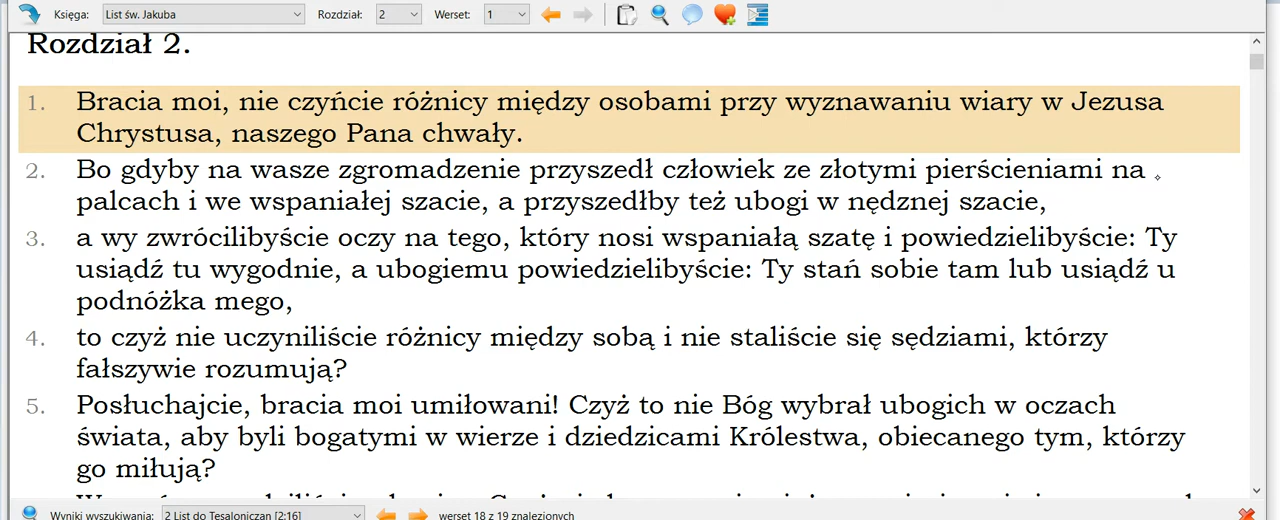 Księga: List św. Jakuba Rozdział: 2 Werset: 1
Rozdział 2.
1. Bracia moi, nie czyńcie różnicy między osobami przy wyznawaniu wiary w Jezusa
Chrystusa, naszego Pana chwały.
2. Bo gdyby na wasze zgromadzenie przyszedł człowiek ze złotymi pierścieniami na
palcach i we wspaniałej szacie, a przyszedłby też ubogi w nędznej szacie,
3. a wy zwrócilibyście oczy na tego, który nosi wspaniałą szatę i powiedzielibyście: Ty
usiądź tu wygodnie, a ubogiemu powiedzielibyście: Ty stań sobie tam lub usiądź u
podnóżka mego,
4. to czyż nie uczyniliście różnicy między sobą i nie staliście się sędziami, którzy
fałszywie rozumują?
5. Posłuchajcie, bracia moi umiłowani! Czyż to nie Bóg wybrał ubogich w oczach
świata, aby byli bogatymi w wierze i dziedzicami Królestwa, obiecanego tym, którzy
go miłują?
Wyniki wyszukiwania: 2 List do Tesaloniczan [2:16] werset 18 z 19 znalezionych